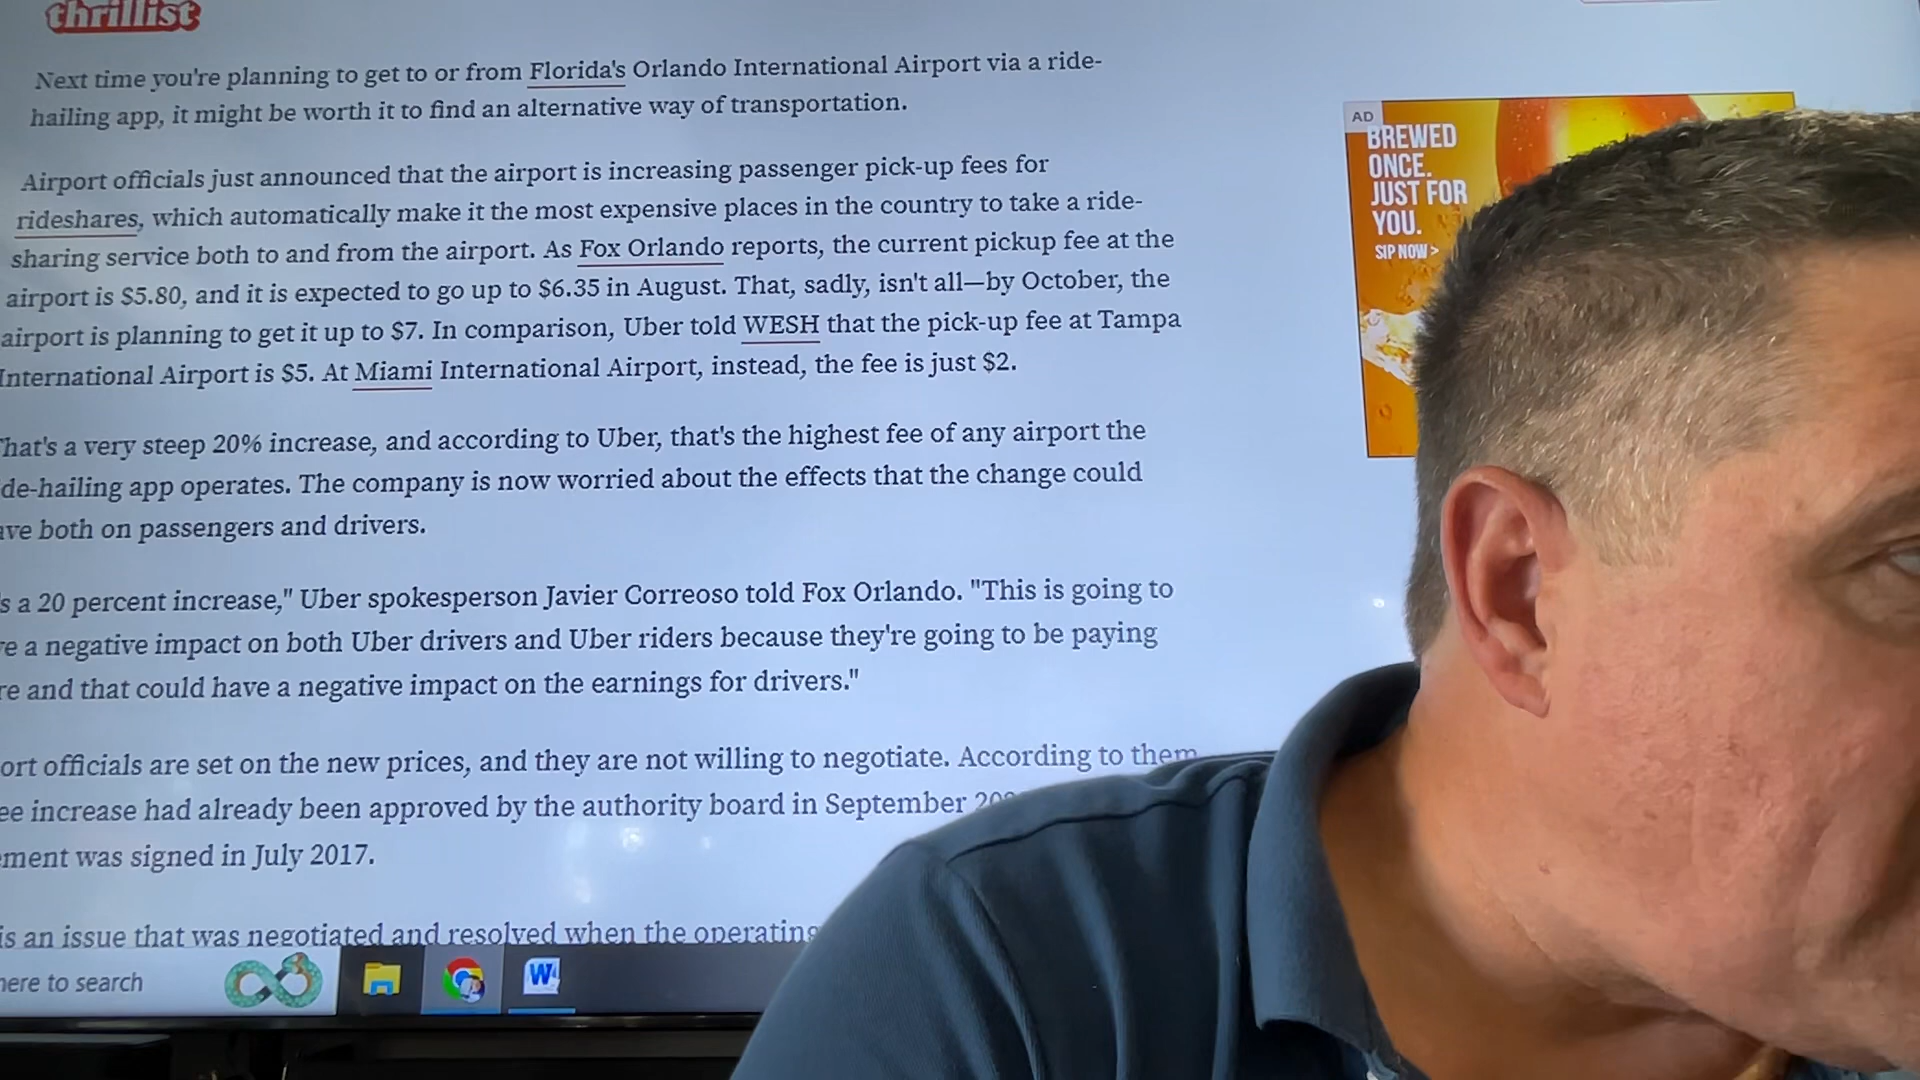 thrillist
Next time you're planning to get to or from Florida's Orlando International Airport via a ride-
hailing app, it might be worth it to find an alternative way of transportation.
Airport officials just announced that the airport is increasing passenger pick-up fees for
rideshares, which automatically make it the most expensive places in the country to take a ride-
sharing service both to and from the airport. As Fox Orlando reports, the current pickup fee at the
airport is $5.80, and it is expected to go up to $6.35 in August. That, sadly, isn't all—by October, the
airport is planning to get it up to $7. In comparison, Uber told WESH that the pick-up fee at Tampa
International Airport is $5. At Miami International Airport, instead, the fee is just $2.
hat's a very steep 20% increase, and according to Uber, that's the highest fee of any airport the
de-hailing app operates. The company is now worried about the effects that the change could
ave both on passengers and drivers.
s a 20 percent increase," Uber spokesperson Javier Correoso told Fox Orlando. "This is going to
e a negative impact on both Uber drivers and Uber riders because they're going to be paying
re and that could have a negative impact on the earnings for drivers."
ort officials are set on the new prices, and they are not willing to negotiate. According to them
ee increase had already been approved by the authority board in September
ment was signed in July 2017.
is an issue that was negotiated and resolved when the operating
here to search
W
AD
BREWED
ONCE.
JUST FOR
YOU.
SIP NOW >